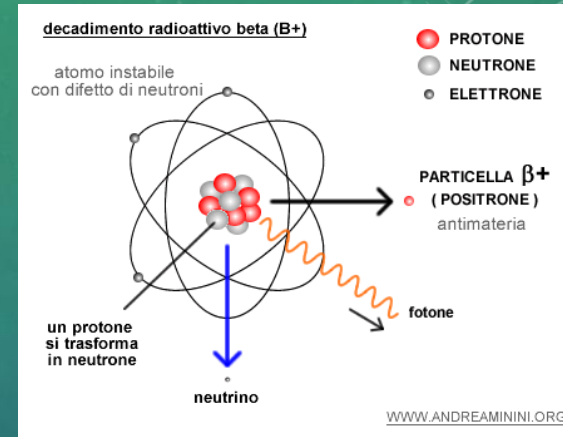 decadimento radioattivo beta (B+)
atomo instabile
con difetto di neutroni
PROTONE
NEUTRONE
ELETTRONE
PARTICELLA β+
( POSITRONE )
antimateria
fotone
un protone
si trasforma
in neutrone
neutrino
WWW.ANDREAMININI.ORG